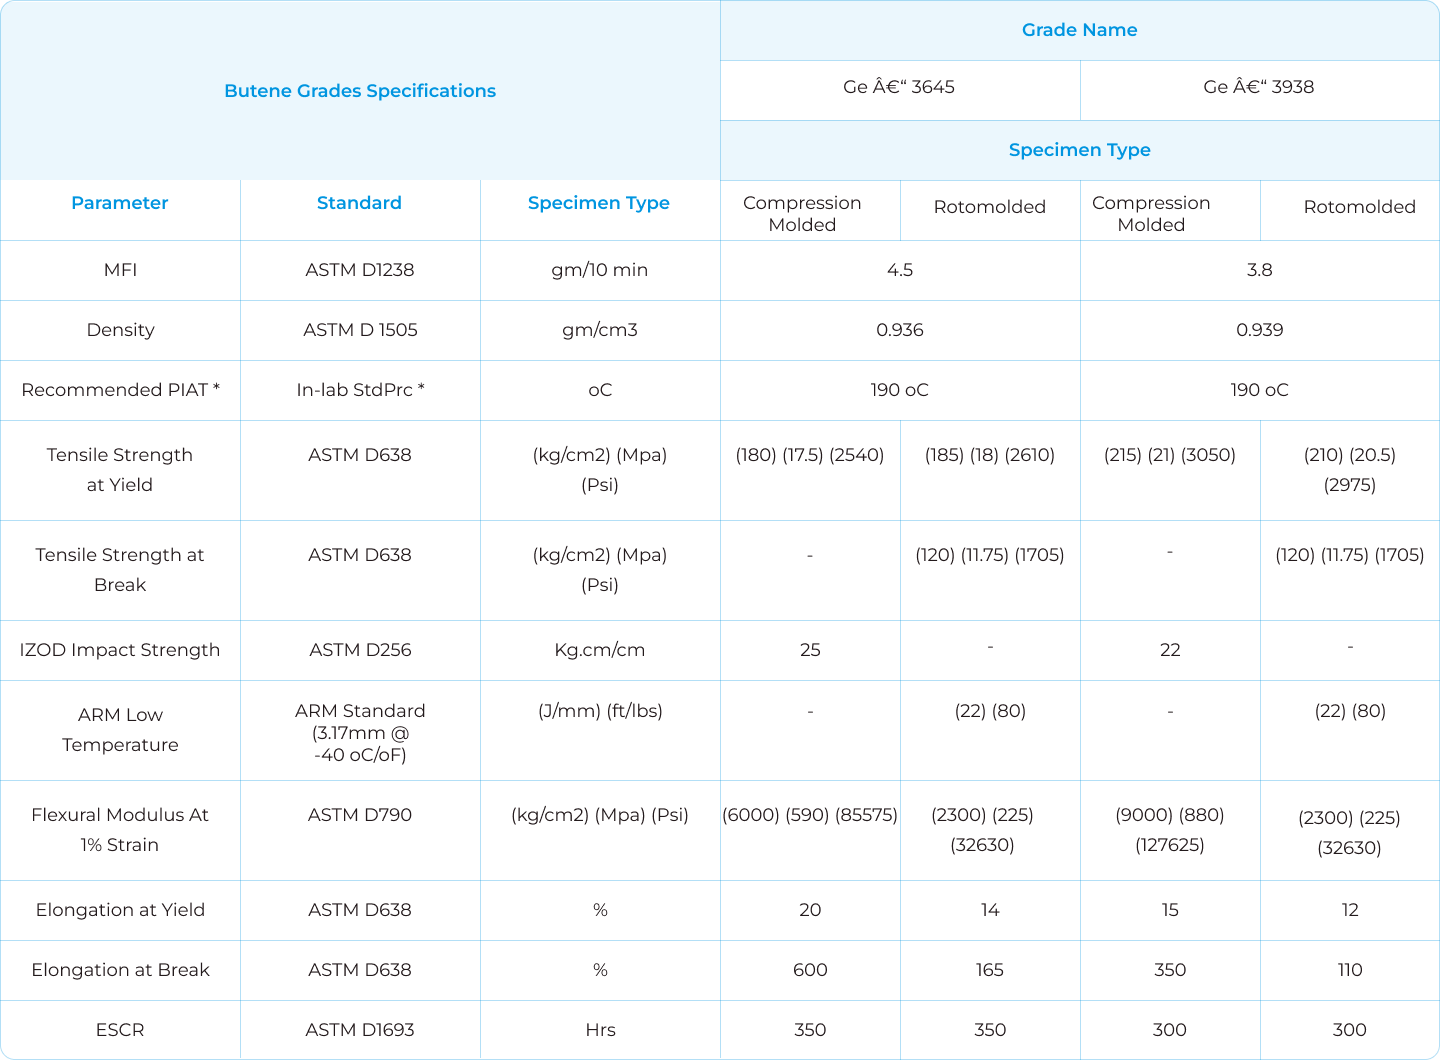 Grade Name
Butene Grades Specifications
Ge Â€“ 3645
Ge Â€“ 3938
Specimen Type
Parameter
Standard
Specimen Type
Compression
Molded
Rotomolded
Compression
Molded
Rotomolded
MFI
ASTM D1238
gm/10 min
4.5
3.8
Density
ASTM D 1505
gm/cm3
0.936
0.939
Recommended PIAT *
In-lab StdPrc *
oC
190 oC
190 oC
Tensile Strength
at Yield
ASTM D638
(kg/cm2) (Mpa)
(Psi)
(180) (17.5) (2540)
(185) (18) (2610)
(215) (21) (3050)
(210) (20.5)
(2975)
Tensile Strength at
Break
ASTM D638
(kg/cm2) (Mpa)
(Psi)
-
(120) (11.75) (1705)
-
(120) (11.75) (1705)
IZOD Impact Strength
ASTM D256
Kg.cm/cm
25
-
22
-
ARM Low
Temperature
ARM Standard
(3.17mm @
-40 oC/oF)
(J/mm) (ft/lbs)
-
(22) (80)
-
(22) (80)
Flexural Modulus At
1% Strain
ASTM D790
(kg/cm2) (Mpa) (Psi)
(6000) (590) (85575)
(2300) (225)
(32630)
(9000) (880)
(127625)
(2300) (225)
(32630)
Elongation at Yield
ASTM D638
%
20
14
15
12
Elongation at Break
ASTM D638
%
600
165
350
110
ESCR
ASTM D1693
Hrs
350
350
300
300